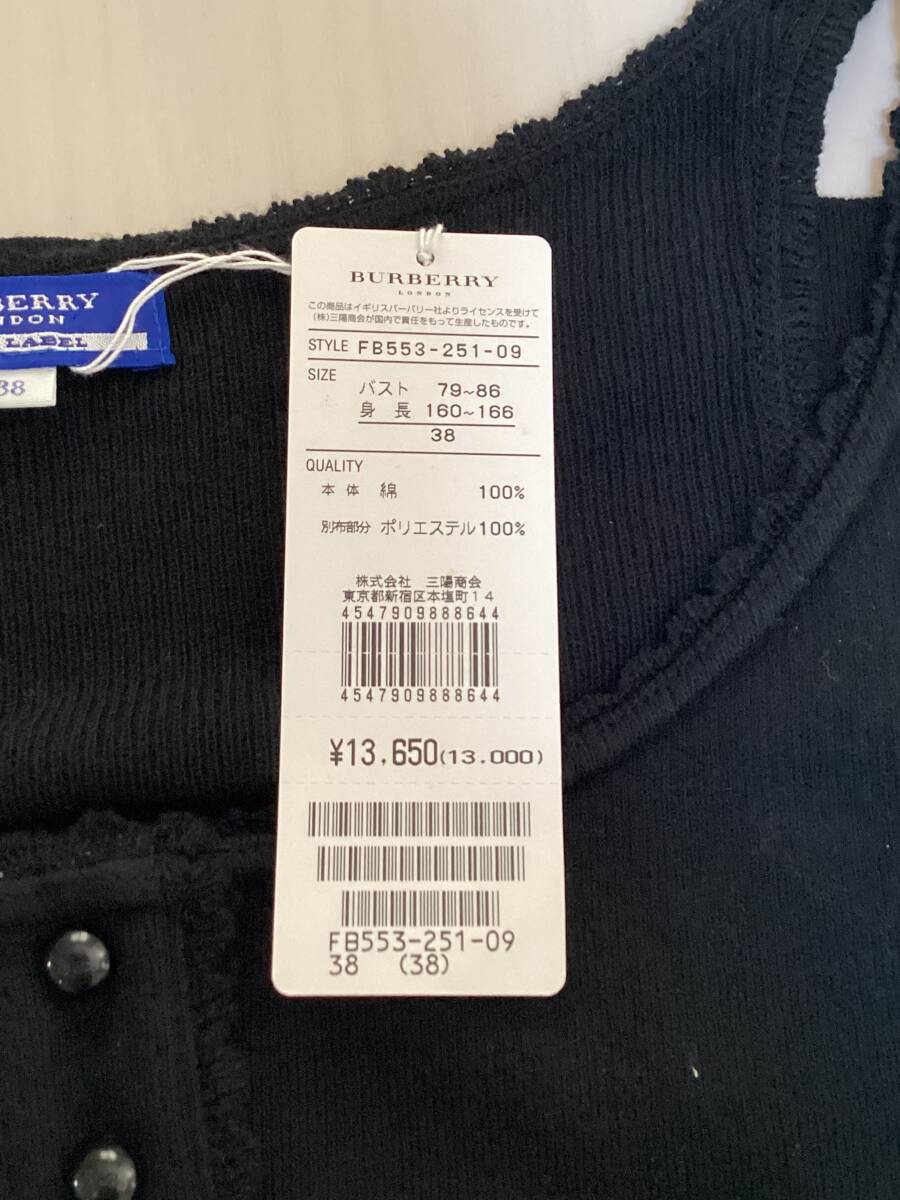 BERRY
NDON
LABEL
38
BURBERRY
LONDON
この商品はイギリスバーバリー社よりライセンスを受けて
(株)三陽商会が国内で責任をもって生産したものです。
STYLE FB553-251-09
SIZE
バスト 79~86
身長 160~166
38
QUALITY
本体 綿 100%
別布部分 ポリエステル100%
株式会社 三陽商会
東京都新宿区本塩町14
4547909888644
4547909888644
¥13.650(13.000)
FB553-251-09
38 (38)